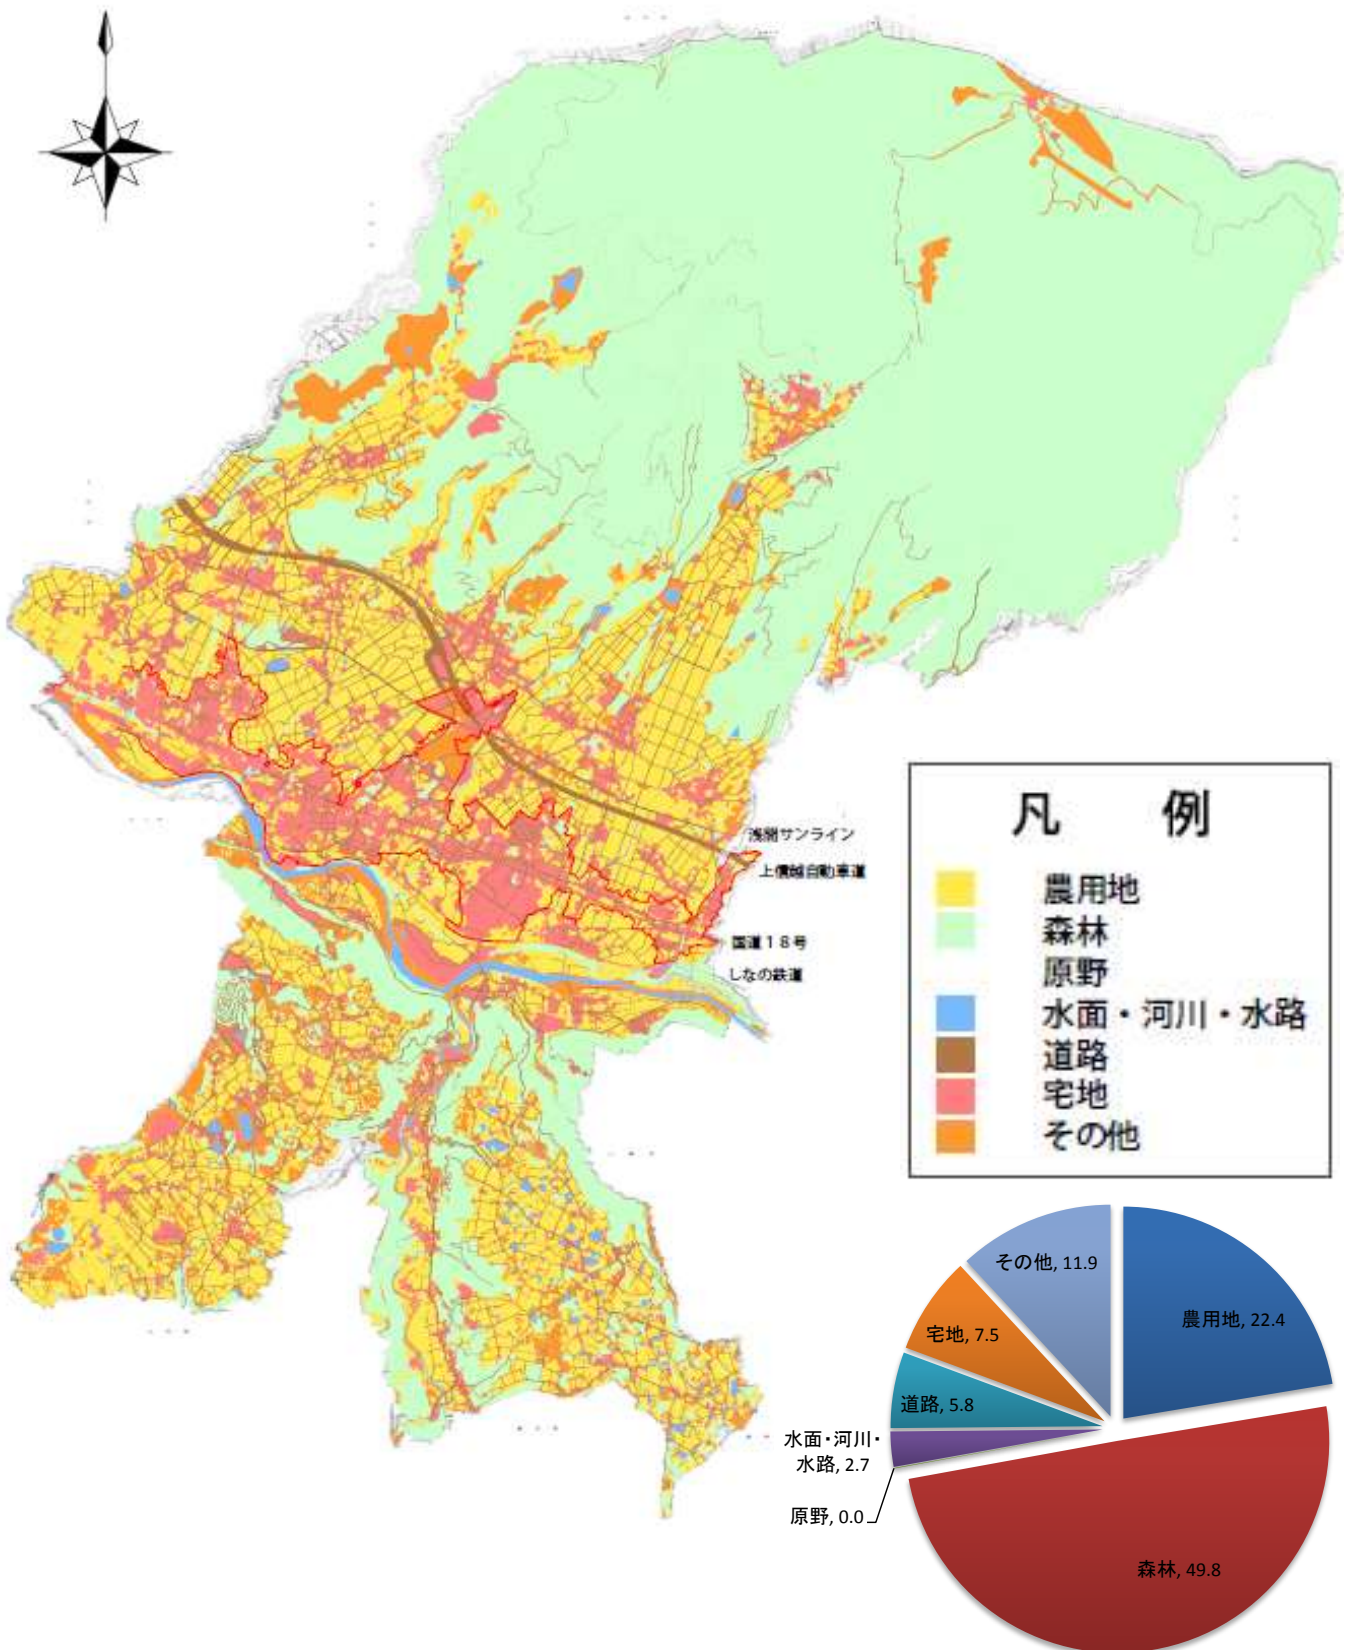 浅間サンライン
上信越自動車道
国道18号
しなの鉄道
凡 例
農用地
森林
原野
水面・河川・水路
道路
宅地
その他
その他, 11.9
農用地, 22.4
宅地, 7.5
道路, 5.8
水面・河川・
水路, 2.7
原野, 0.0
森林, 49.8